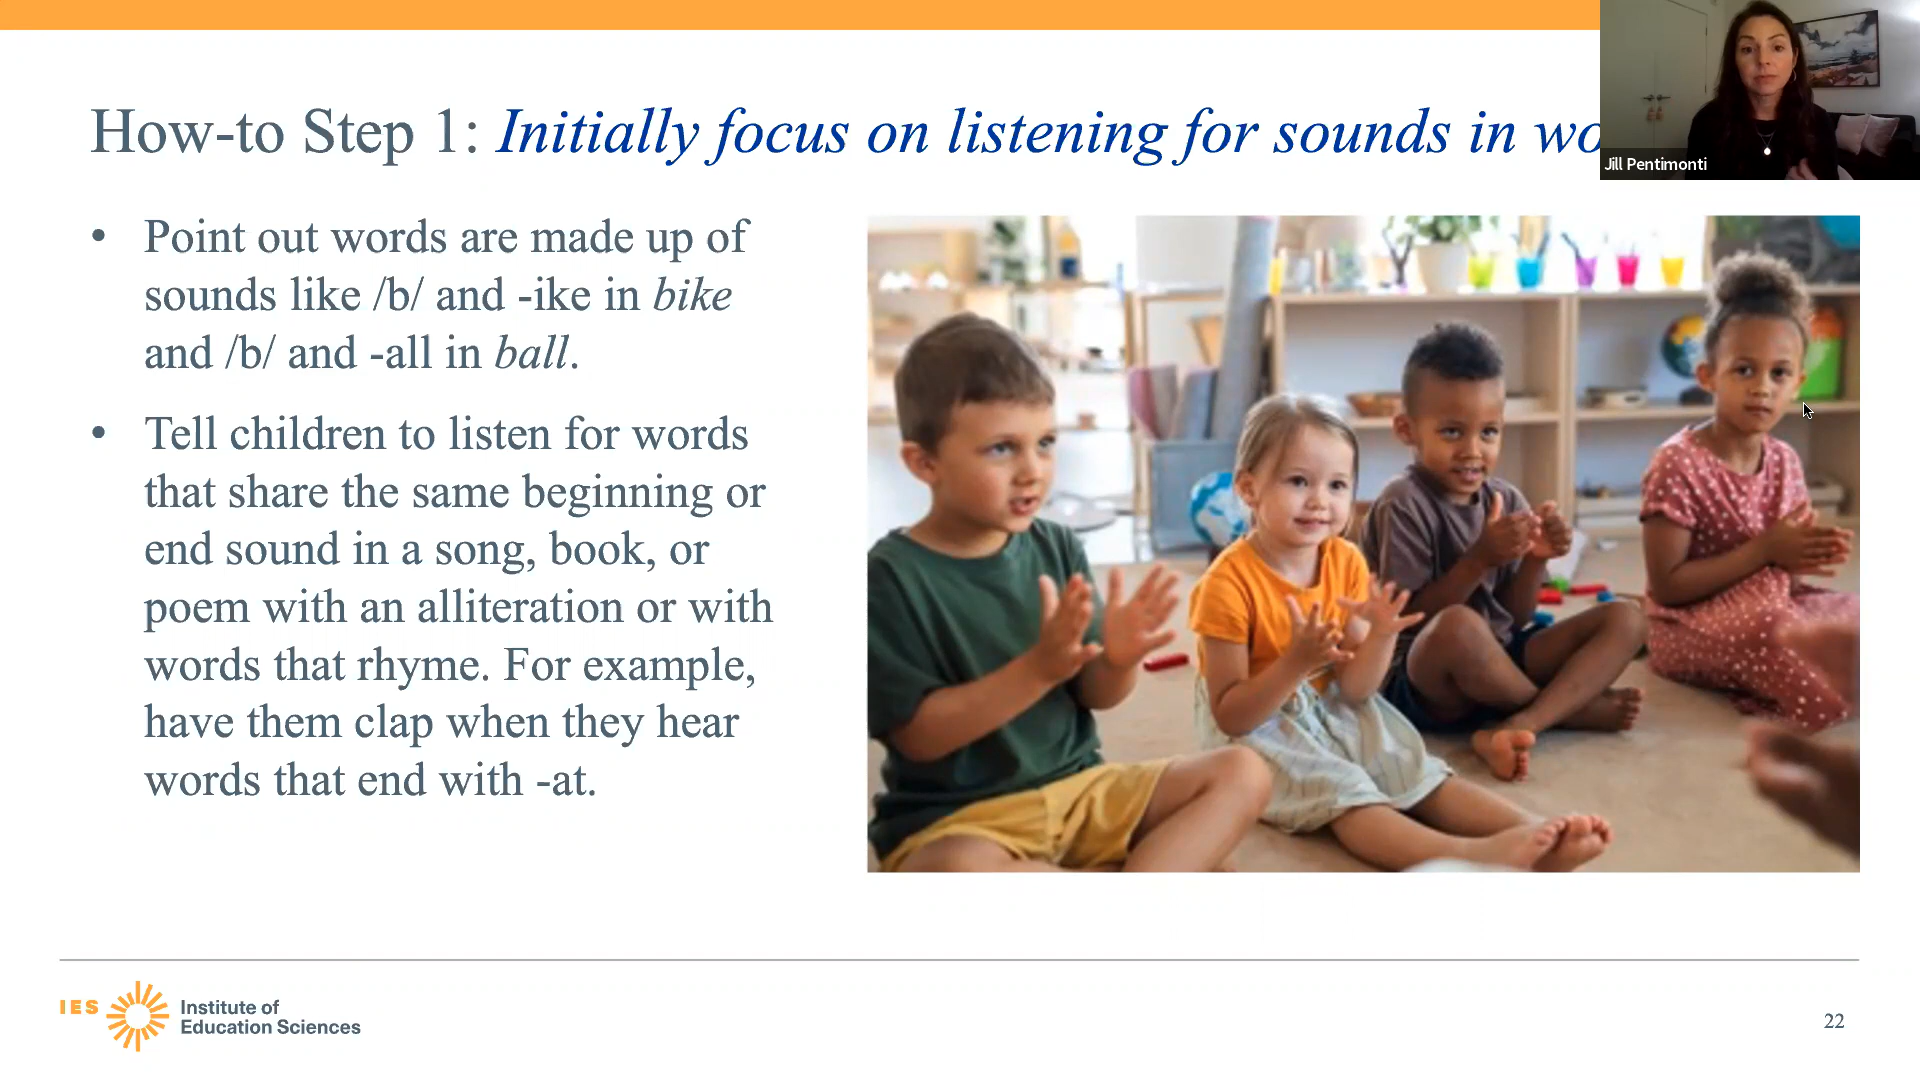 How-to Step 1: Initially focus on listening for sounds in wo
Jill Pentimonti
• Point out words are made up of
sounds like /b/ and -ike in bike
and /b/ and -all in ball.
• Tell children to listen for words
that share the same beginning or
end sound in a song, book, or
poem with an alliteration or with
words that rhyme. For example,
have them clap when they hear
words that end with -at.
IES
Institute of
Education Sciences
22